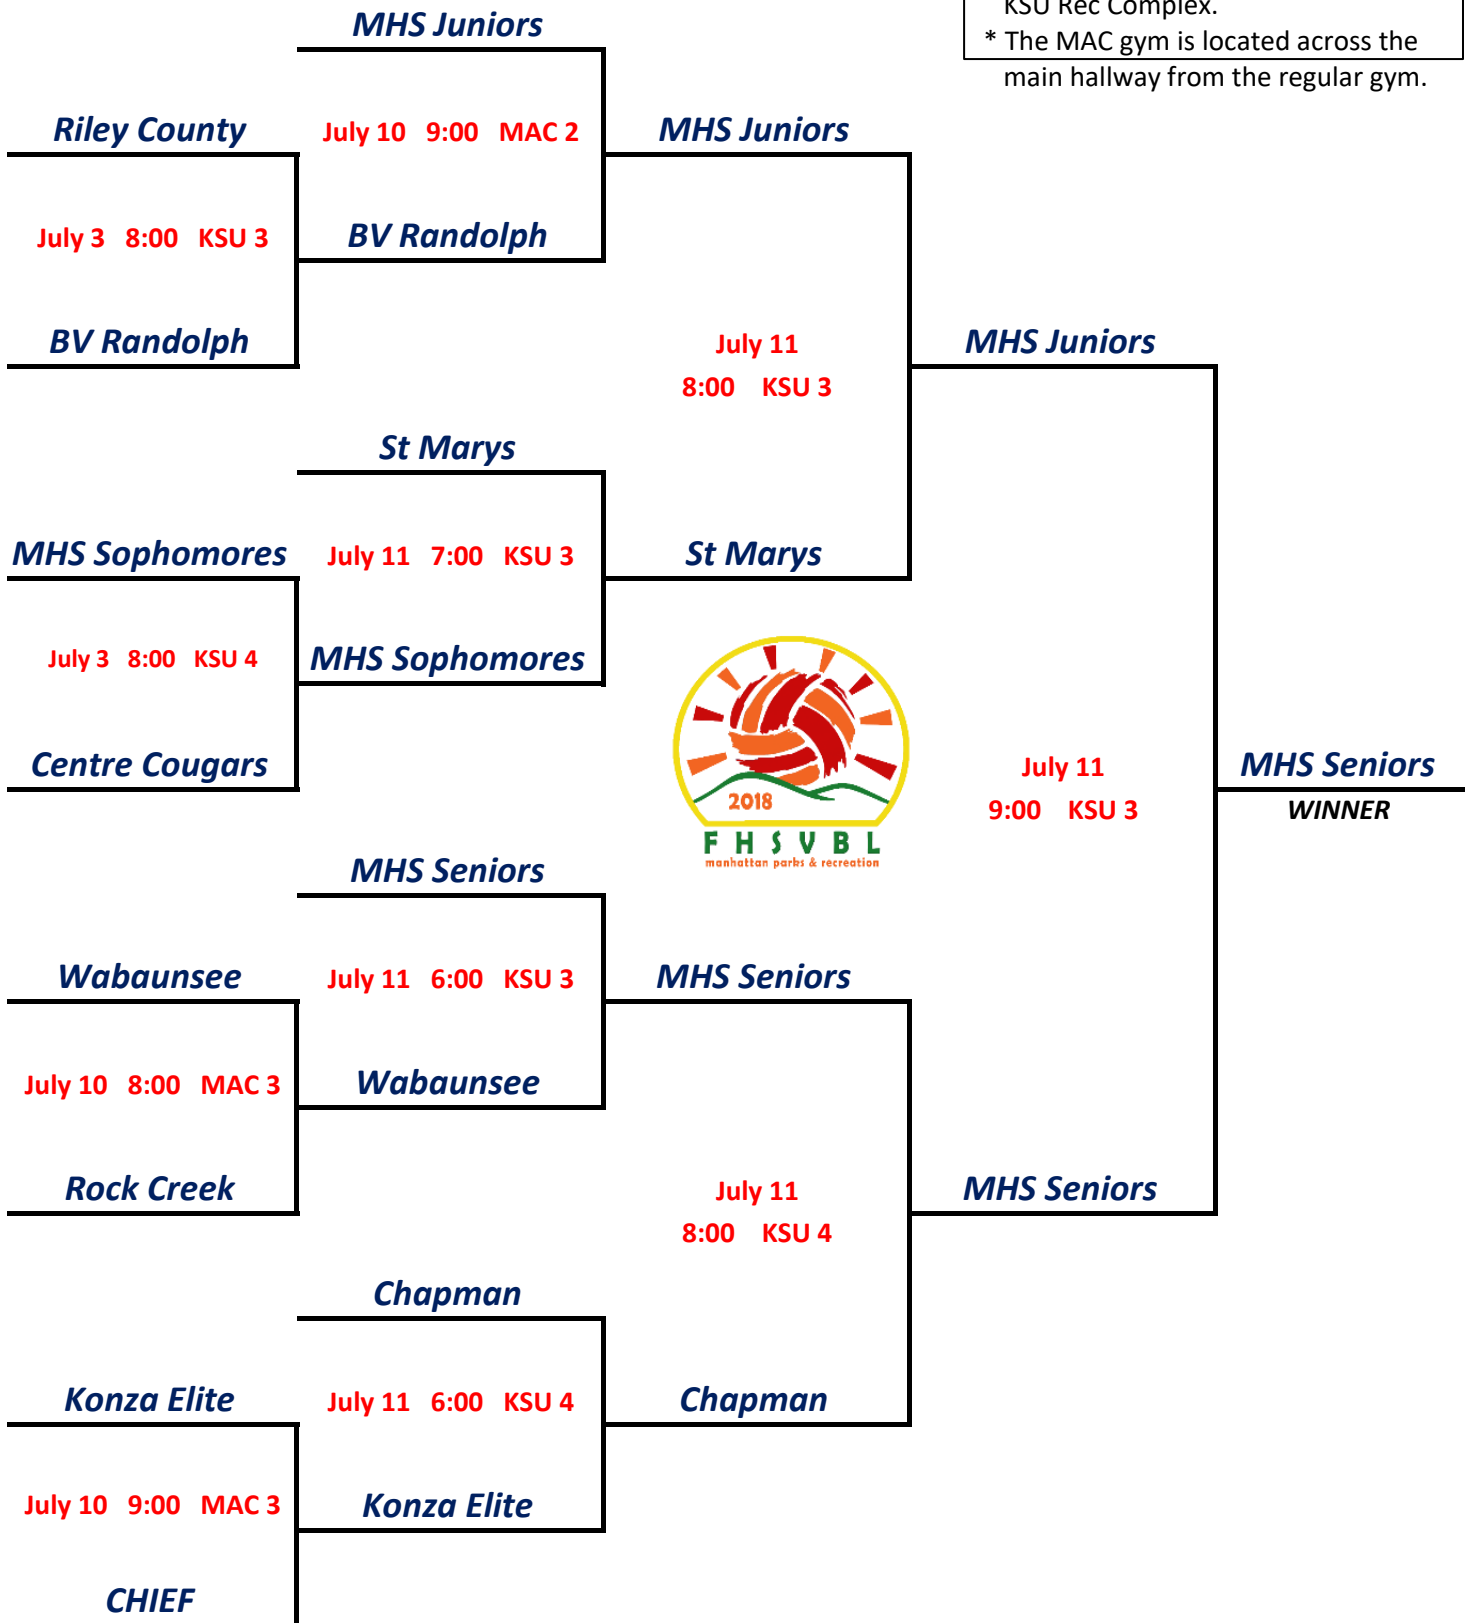 KSU Rec Complex.
* The MAC gym is located across the
main hallway from the regular gym.
MHS Juniors
Riley County
July 10 9:00 MAC 2
MHS Juniors
July 3 8:00 KSU 3
BV Randolph
BV Randolph
July 11
8:00 KSU 3
MHS Juniors
St Marys
MHS Sophomores
July 11 7:00 KSU 3
St Marys
July 3 8:00 KSU 4
MHS Sophomores
Centre Cougars
2018
F H S V B L
manhattan parks & recreation
July 11
9:00 KSU 3
MHS Seniors
WINNER
MHS Seniors
Wabaunsee
July 11 6:00 KSU 3
MHS Seniors
July 10 8:00 MAC 3
Wabaunsee
Rock Creek
July 11
8:00 KSU 4
MHS Seniors
Chapman
Konza Elite
July 11 6:00 KSU 4
Chapman
July 10 9:00 MAC 3
Konza Elite
CHIEF